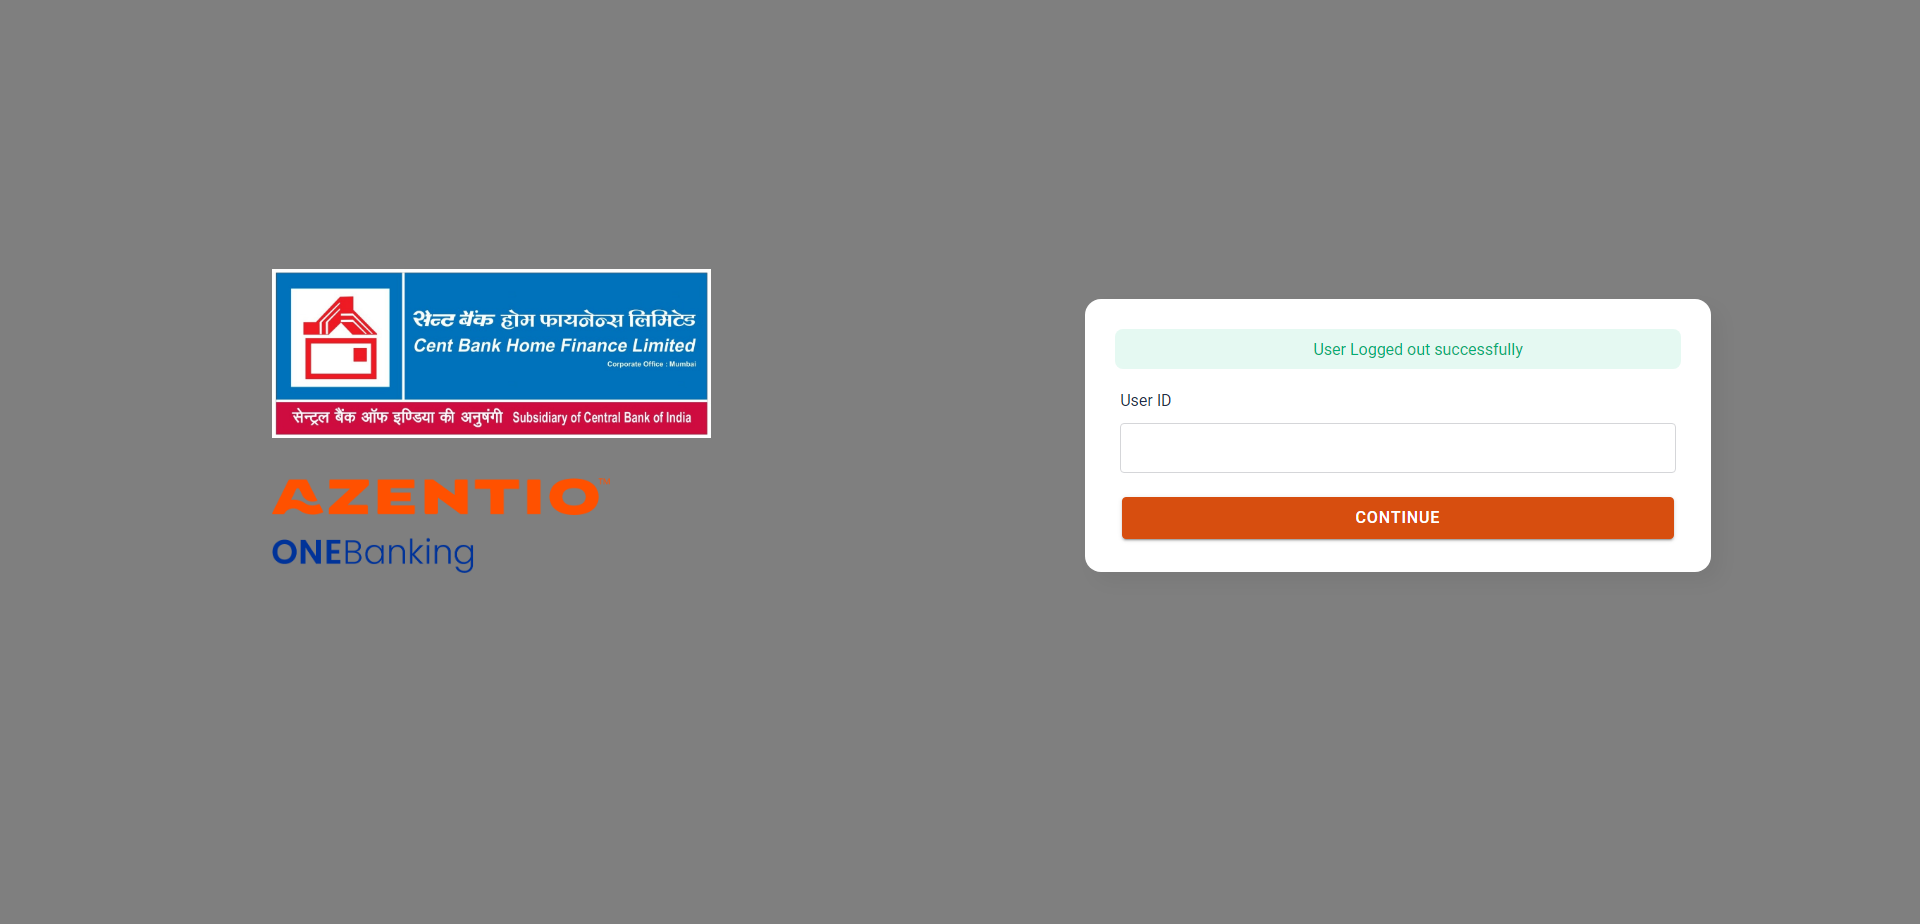 सेन्ट बैंक होम फायनेन्स लिमिटेड
Cent Bank Home Finance Limited
Corporate Office : Mumbai
सेन्ट्रल बैंक ऑफ इण्डिया की अनुषंगी Subsidiary of Central Bank of India
AZENTIO
ONEBanking
User Logged out successfully
User ID
CONTINUE